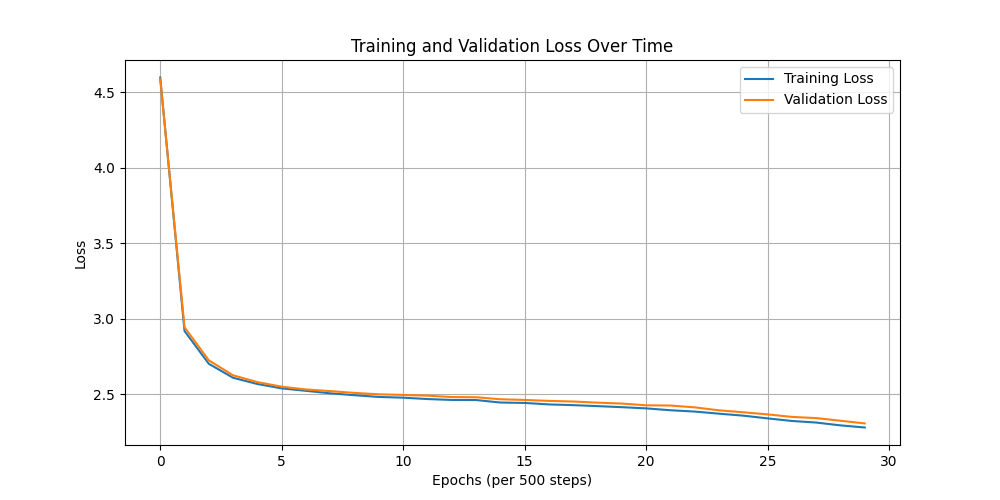 Training and Validation Loss Over Time
Training Loss
Validation Loss
4.5
4.0
3.5
3.0
2.5
Loss
0
5
10
15
20
25
30
Epochs (per 500 steps)